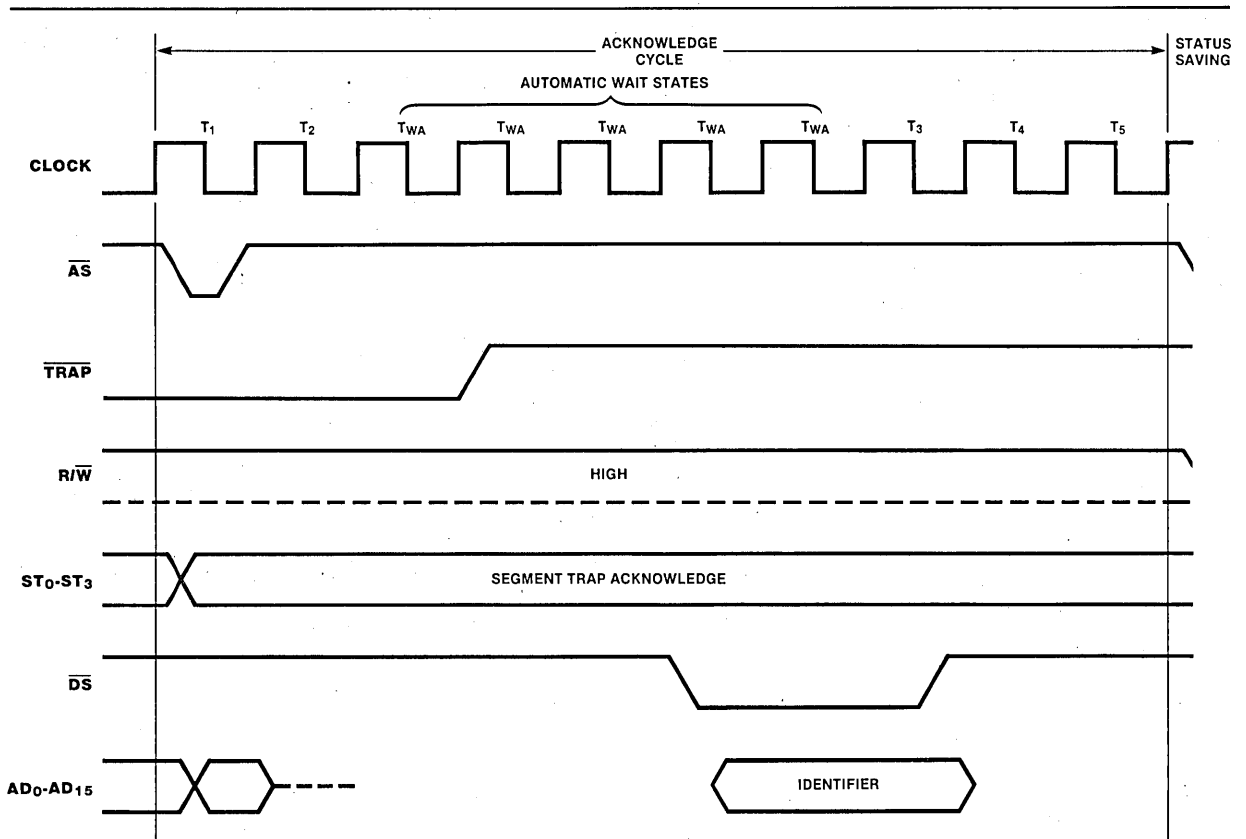 ACKNOWLEDGE
CYCLE
STATUS
SAVING
AUTOMATIC WAIT STATES
T1 T2 TWA TWA TWA TWA TWA T3 T4 T5
CLOCK
AS
TRAP
R/W
HIGH
ST0-ST3
SEGMENT TRAP ACKNOWLEDGE
DS
AD0-AD15
IDENTIFIER